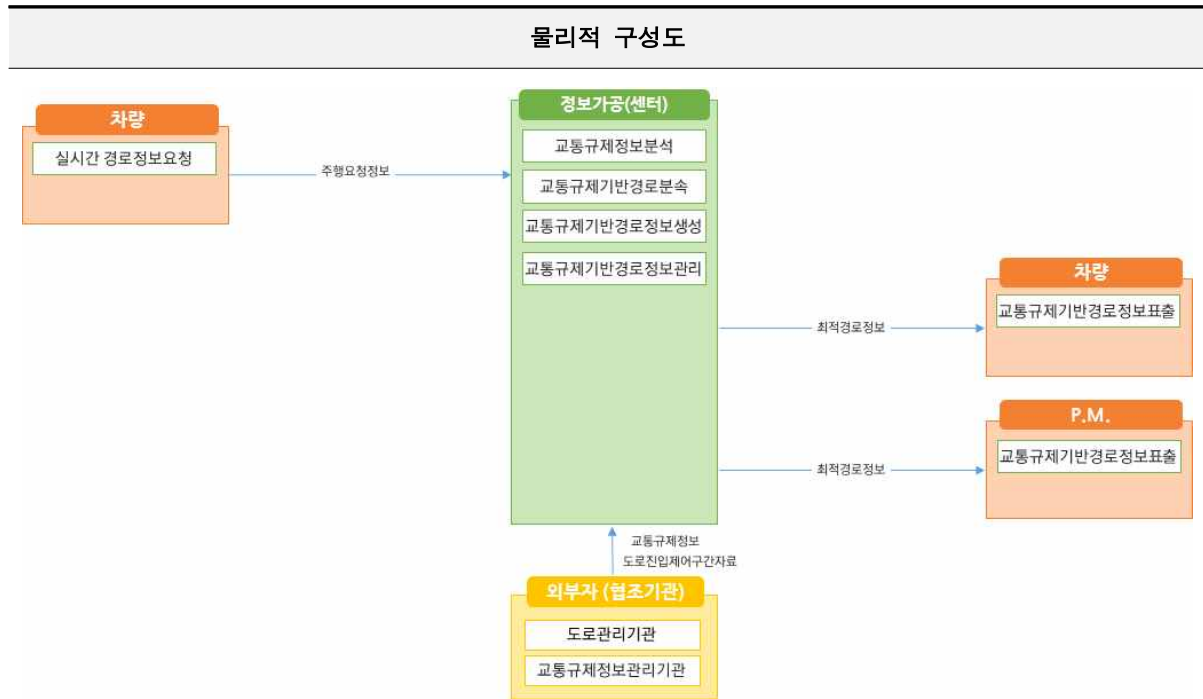 물리적 구성도
차량
실시간 경로정보요청
주행요청정보
정보가공(센터)
교통규제정보분석
교통규제기반경로분속
교통규제기반경로정보생성
교통규제기반경로정보관리
최적경로정보
차량
교통규제기반경로정보표출
최적경로정보
P.M.
교통규제기반경로정보표출
교통규제정보
도로진입제어구간자료
외부자 (협조기관)
도로관리기관
교통규제정보관리기관